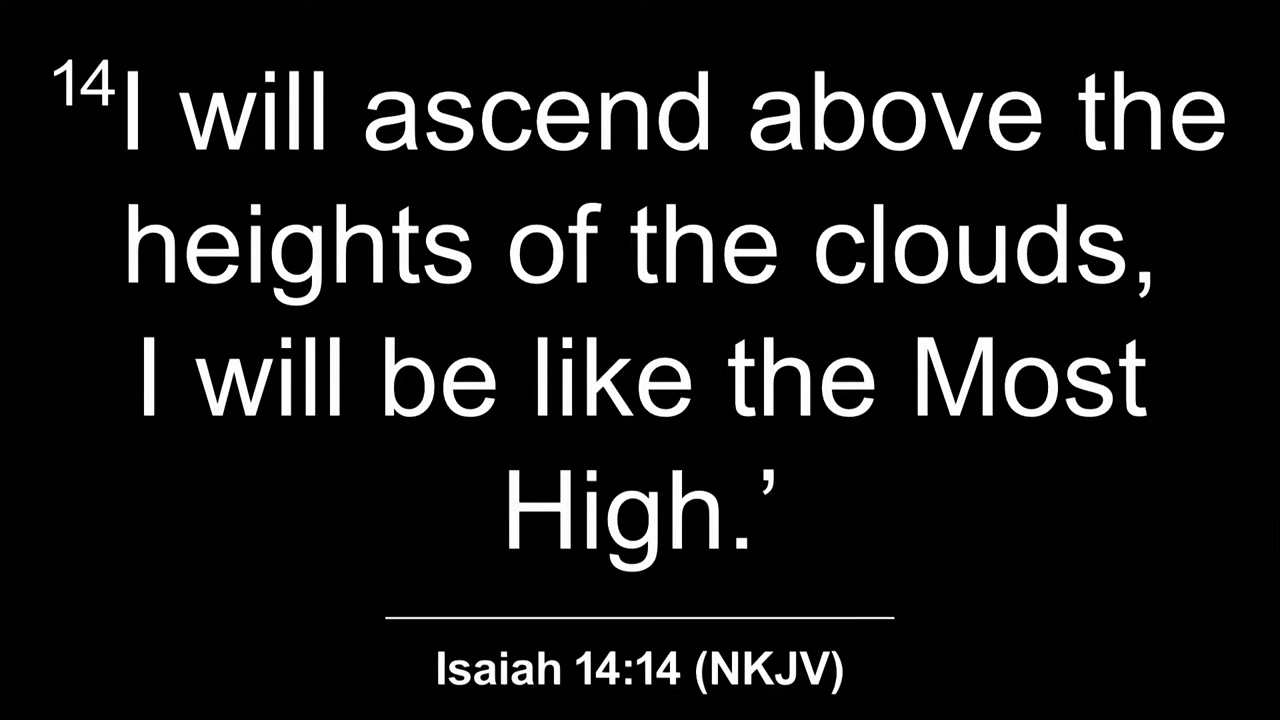 14I will ascend above the
heights of the clouds,
I will be like the Most
High.’
Isaiah 14:14 (NKJV)